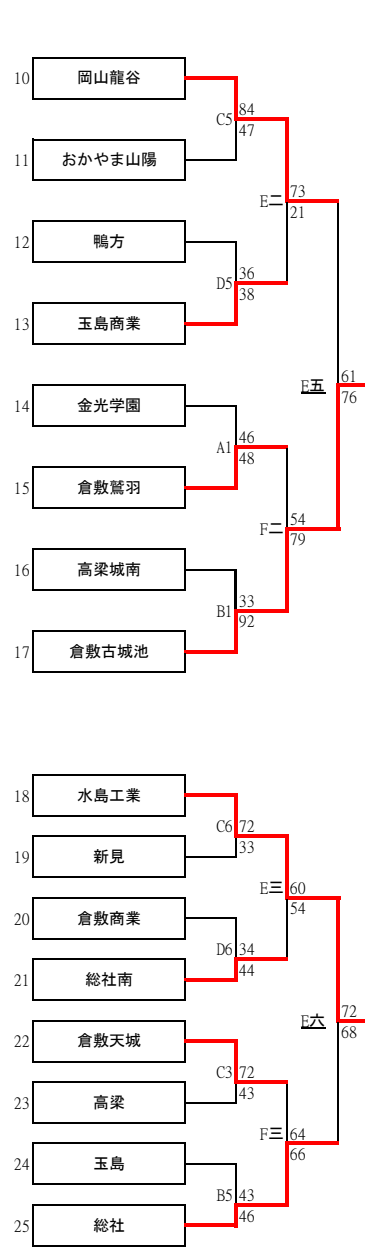 10 岡山龍谷
84
C5
47
11 おかやま山陽
73
E二
21
12 鴨方
36
D5
38
13 玉島商業
61
E五
76
14 金光学園
46
A1
48
15 倉敷鷲羽
54
F二
79
16 高梁城南
33
B1
92
17 倉敷古城池
18 水島工業
C6 72
33
19 新見
E三 60
54
20 倉敷商業
D6 34
44
21 総社南
72
E六
68
22 倉敷天城
C3 72
43
23 高梁
F三 64
66
24 玉島
B5 43
46
25 総社